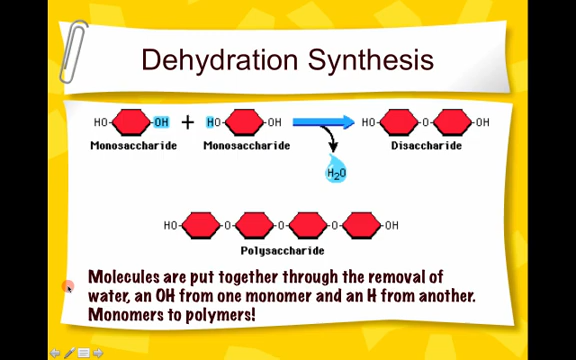 Dehydration Synthesis
HO OH + HO OH HO O OH
Monosaccharide Monosaccharide Disaccharide
H2O
HO O O O OH
Polysaccharide
Molecules are put together through the removal of
water, an OH from one monomer and an H from another.
Monomers to polymers!